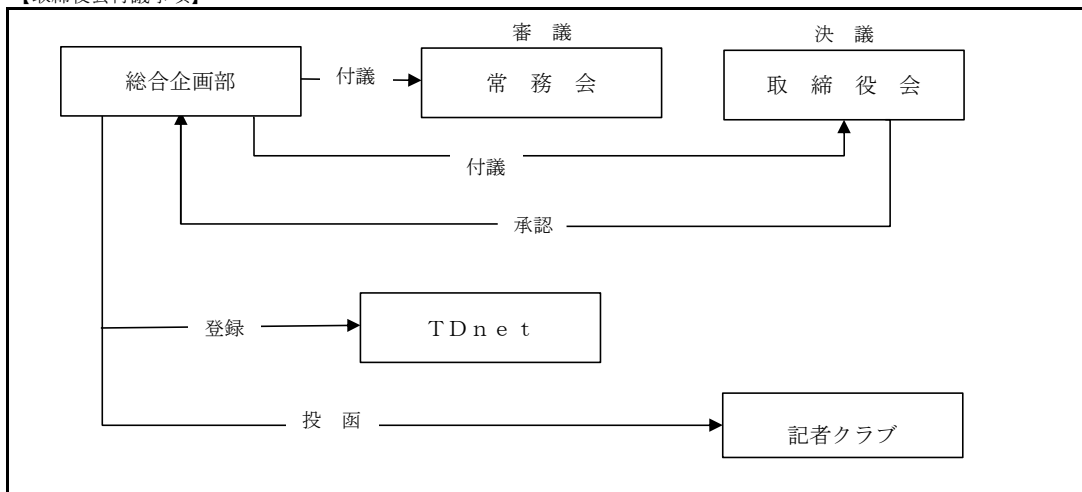 【取締役会付議事項】
審　議
決　議
総合企画部
付議
常　務　会
取　締　役　会
付議
承認
登録
ＴＤｎｅｔ
投　函
記者クラブ